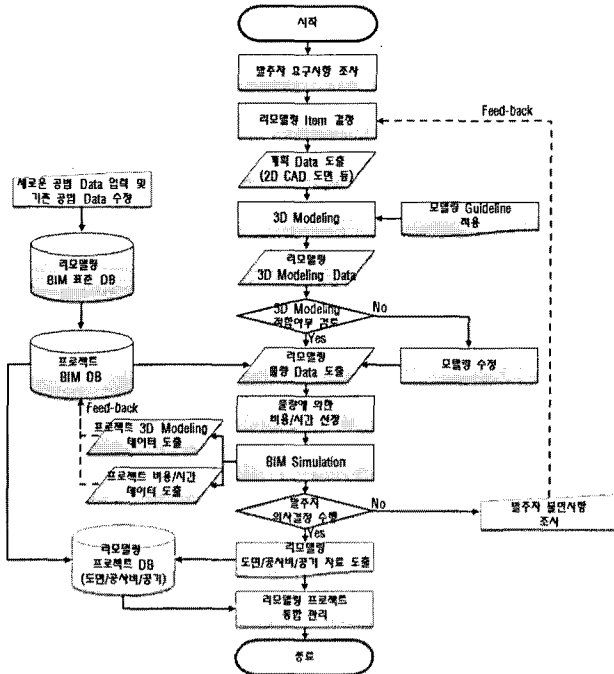 시작
발주자 요구사항 조사
리모델링 Item 결정
Feed-back
계획 Data 도출
(2D CAD 도면 등)
새로운 공법 Data 입력 및
기존 공법 Data 수정
3D Modeling
모델링 Guideline
적용
리모델링
BIM 표준 DB
리모델링
3D Modeling Data
3D Modeling
적합여부 검토
No
Yes
프로젝트
BIM DB
리모델링
물량 Data 도출
모델링 수정
Feed-back
물량에 의한
비용/시간 산정
프로젝트 3D Modeling
데이터 도출
BIM Simulation
프로젝트 비용/시간
데이터 도출
발주자
의사결정 수행
No
Yes
발주자 불만사항
조사
리모델링
프로젝트 DB
(도면/공사비/공기)
리모델링
도면/공사비/공기 자료 도출
리모델링 프로젝트
통합 관리
종료